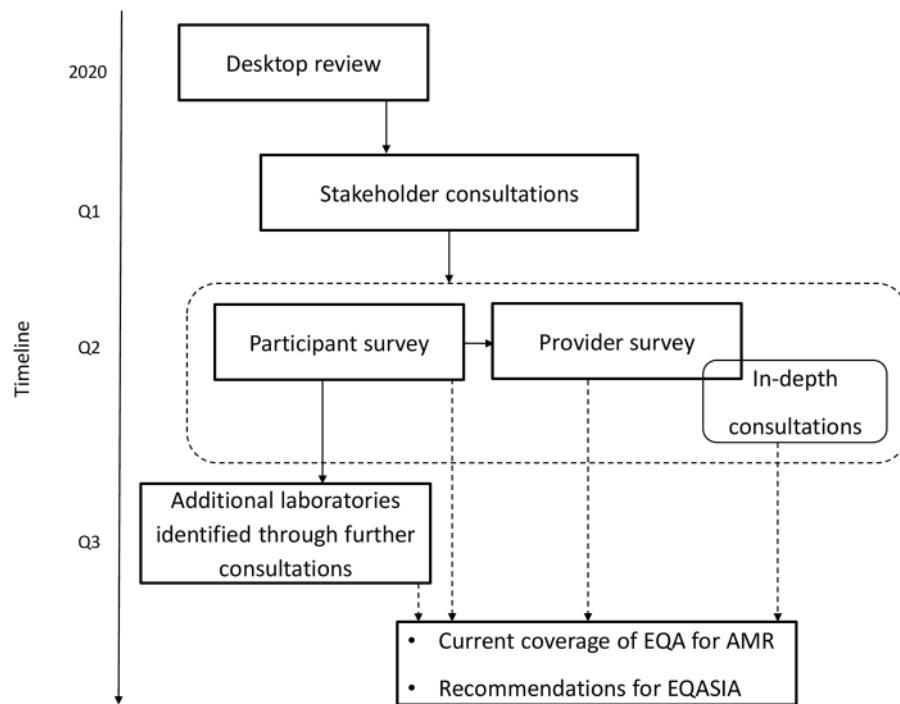 Desktop review
2020
Stakeholder consultations
Q1
Timeline
Q2
Participant survey
Provider survey
In-depth
consultations
Additional laboratories
identified through further
consultations
Q3
• Current coverage of EQA for AMR
• Recommendations for EQASIA